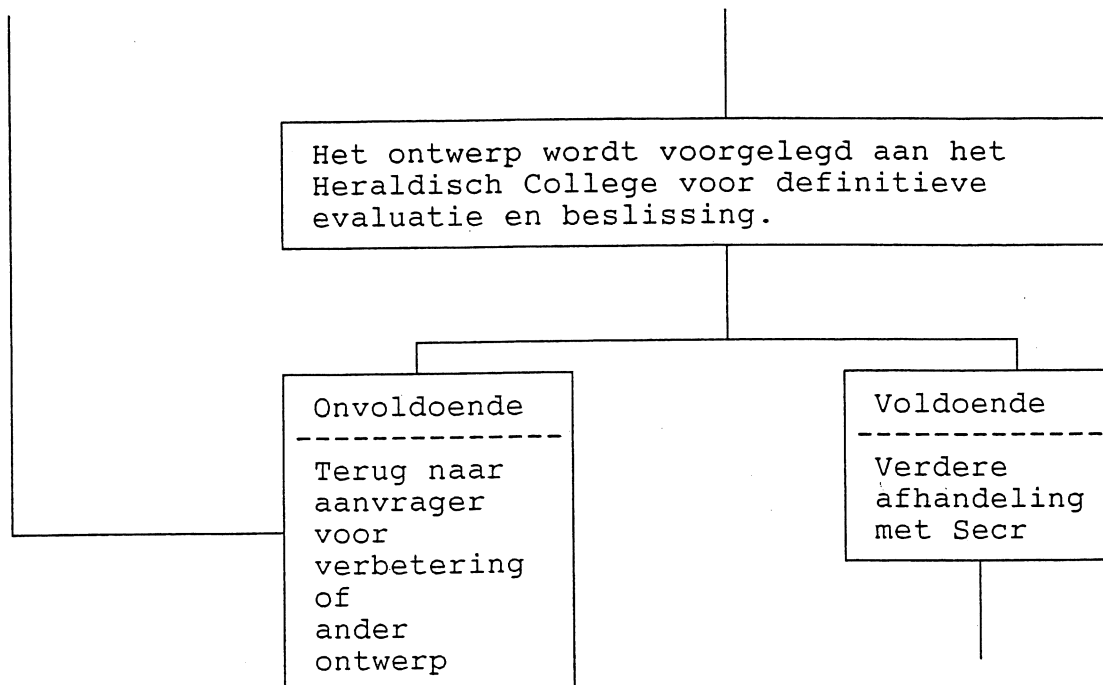 Het ontwerp wordt voorgelegd aan het
Heraldisch College voor definitieve
evaluatie en beslissing.
Onvoldoende
--------------
Terug naar
aanvrager
voor
verbetering
of
ander
ontwerp
Voldoende
-------------
Verdere
afhandeling
met Secr